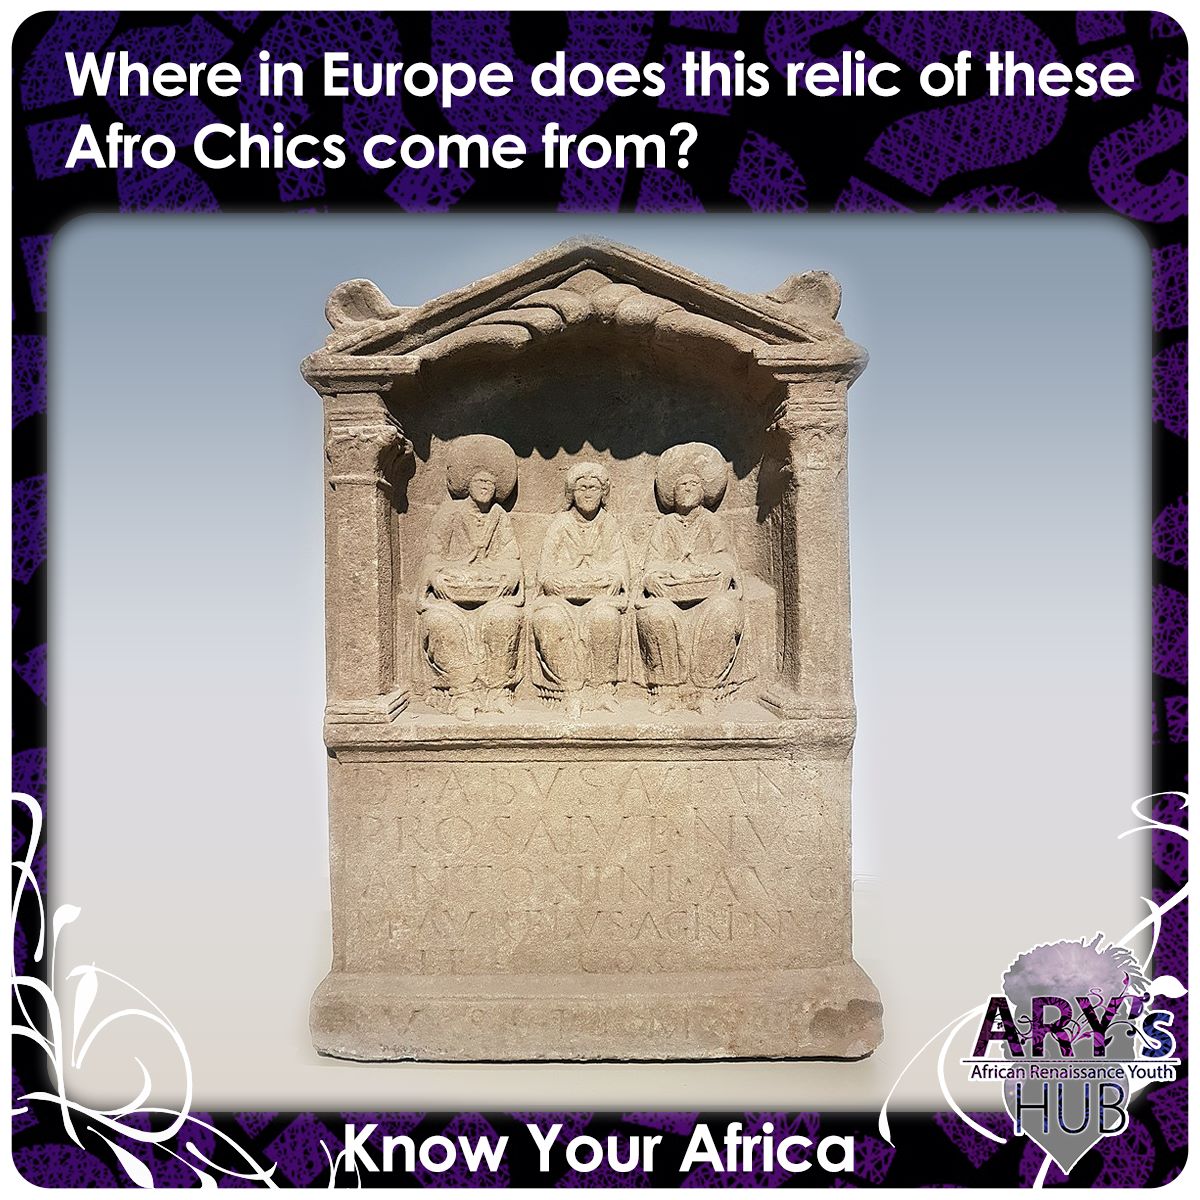 Where in Europe does this relic of these
Afro Chics come from?
DEABVS AVFAN
PRO SALVTE
ANTONINI AVG
ARY's
African Renaissance Youth
HUB
Know Your Africa